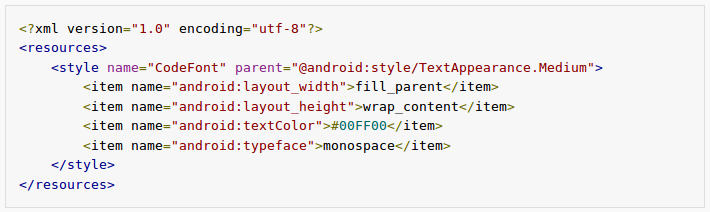 <?xml version="1.0" encoding="utf-8"?>
<resources>
    <style name="CodeFont" parent="@android:style/TextAppearance.Medium">
        <item name="android:layout_width">fill_parent</item>
        <item name="android:layout_height">wrap_content</item>
        <item name="android:textColor">#00FF00</item>
        <item name="android:typeface">monospace</item>
    </style>
</resources>